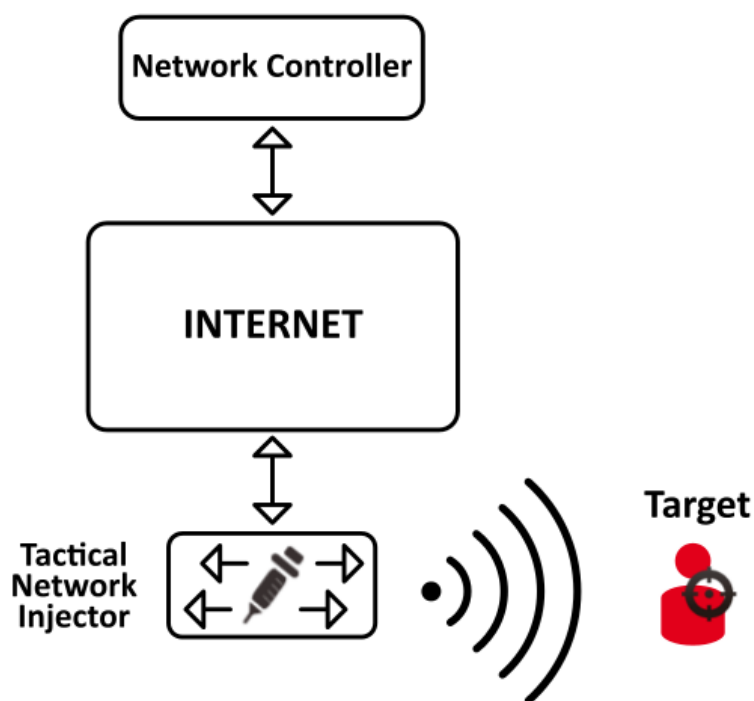 Network Controller
INTERNET
Target
Tactical
Network
Injector